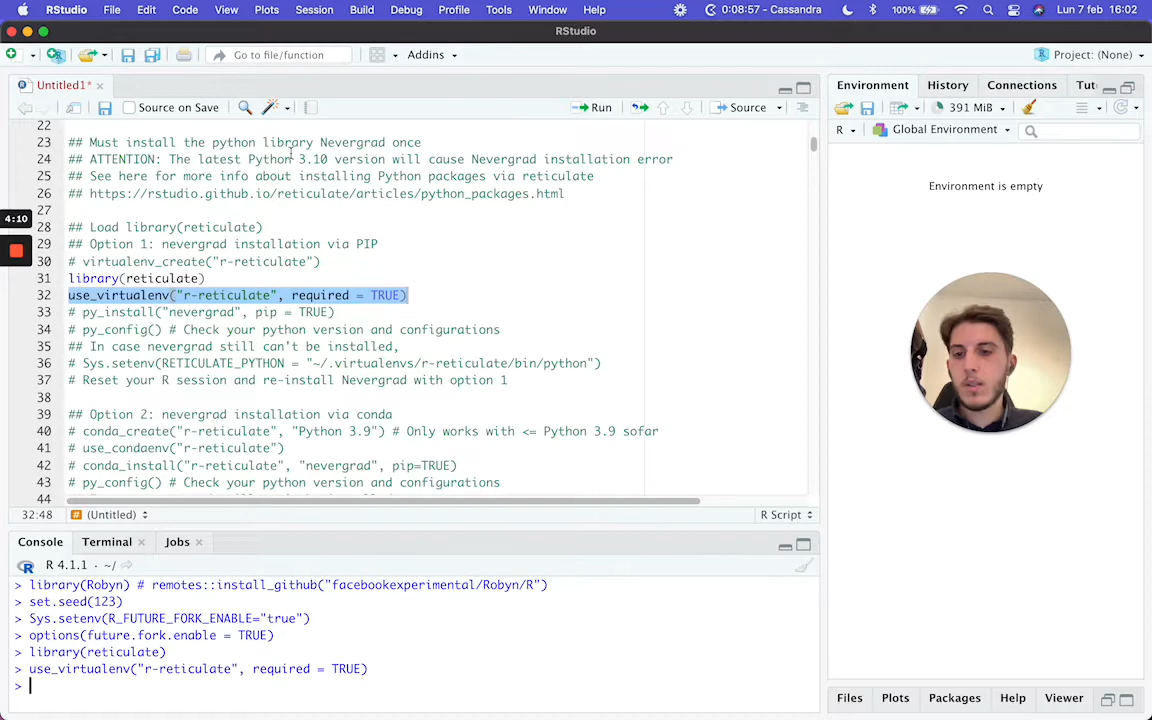 RStudio File Edit Code View Plots Session Build Debug Profile Tools Window Help 0:08:57 - Cassandra 100% Lun 7 feb 16:02
RStudio
Go to file/function Addins Project: (None)
Untitled1* Environment History Connections Tut
Source on Save Run Source 391 MiB
R Global Environment
22
23 ## Must install the python library Nevergrad once
24 ## ATTENTION: The latest Python 3.10 version will cause Nevergrad installation error
25 ## See here for more info about installing Python packages via reticulate
26 ## https://rstudio.github.io/reticulate/articles/python_packages.html
27
28 ## Load library(reticulate)
29 ## Option 1: nevergrad installation via PIP
30 # virtualenv_create("r-reticulate")
31 library(reticulate)
32 use_virtualenv("r-reticulate", required = TRUE)
33 # py_install("nevergrad", pip = TRUE)
34 # py_config() # Check your python version and configurations
35 ## In case nevergrad still can't be installed,
36 # Sys.setenv(RETICULATE_PYTHON = "~/.virtualenvs/r-reticulate/bin/python")
37 # Reset your R session and re-install Nevergrad with option 1
38
39 ## Option 2: nevergrad installation via conda
40 # conda_create("r-reticulate", "Python 3.9") # Only works with <= Python 3.9 sofar
41 # use_condaenv("r-reticulate")
42 # conda_install("r-reticulate", "nevergrad", pip=TRUE)
43 # py_config() # Check your python version and configurations
44
Environment is empty
4:10
32:48 # (Untitled) R Script
Console Terminal Jobs
R 4.1.1 · ~/
> library(Robyn) # remotes::install_github("facebookexperimental/Robyn/R")
> set.seed(123)
> Sys.setenv(R_FUTURE_FORK_ENABLE="true")
> options(future.fork.enable = TRUE)
> library(reticulate)
> use_virtualenv("r-reticulate", required = TRUE)
>
Files Plots Packages Help Viewer